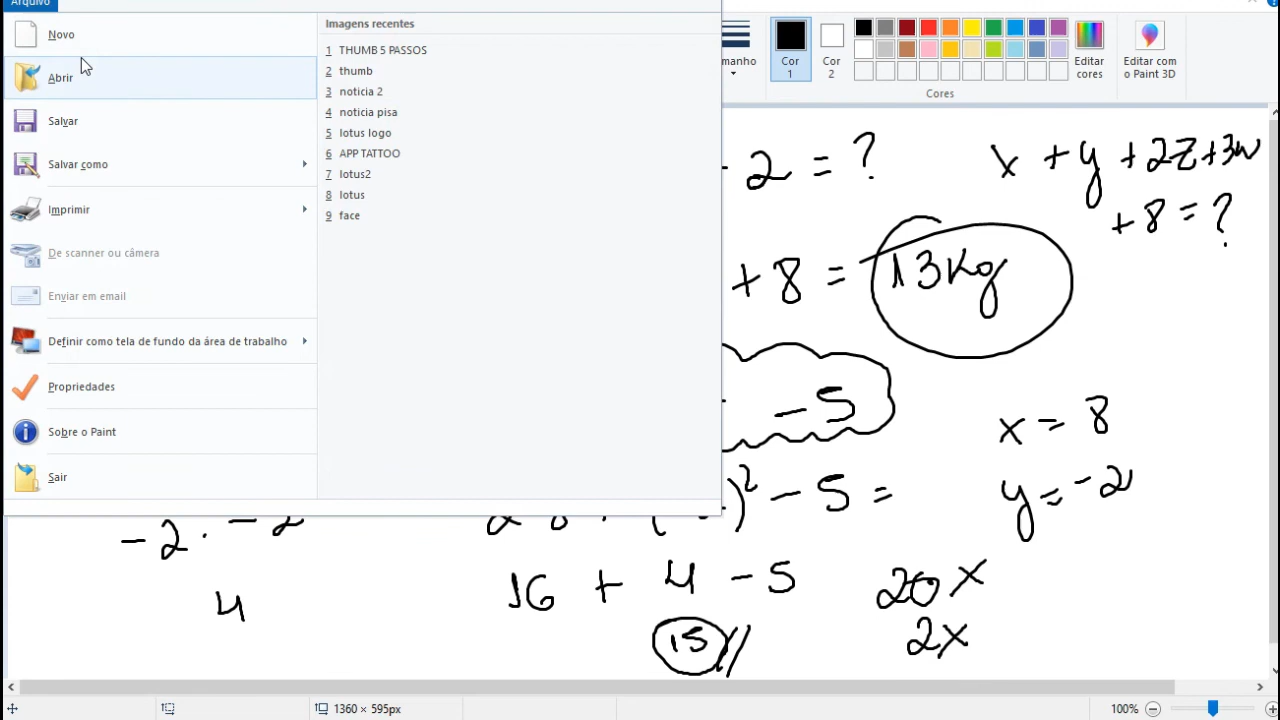 Arquivo
Novo
Abrir
Salvar
Salvar como
Imprimir
De scanner ou câmera
Enviar em email
Definir como tela de fundo da área de trabalho
Propriedades
Sobre o Paint
Sair
Imagens recentes
1 THUMB 5 PASSOS
2 thumb
3 noticia 2
4 noticia pisa
5 lotus logo
6 APP TATTOO
7 lotus2
8 lotus
9 face
Cor 1
Cor 2
Editar cores
Editar com o Paint 3D
Cores
- 2 = ?
x + y + 2z + 3w
+ 8 = ?
+ 8 = 13kg
- 5
x = 8
)² - 5 =
y = -2
-2 . -2
16 + 4 - 5
20x
4
15 //
2x
1360 × 595px
100%